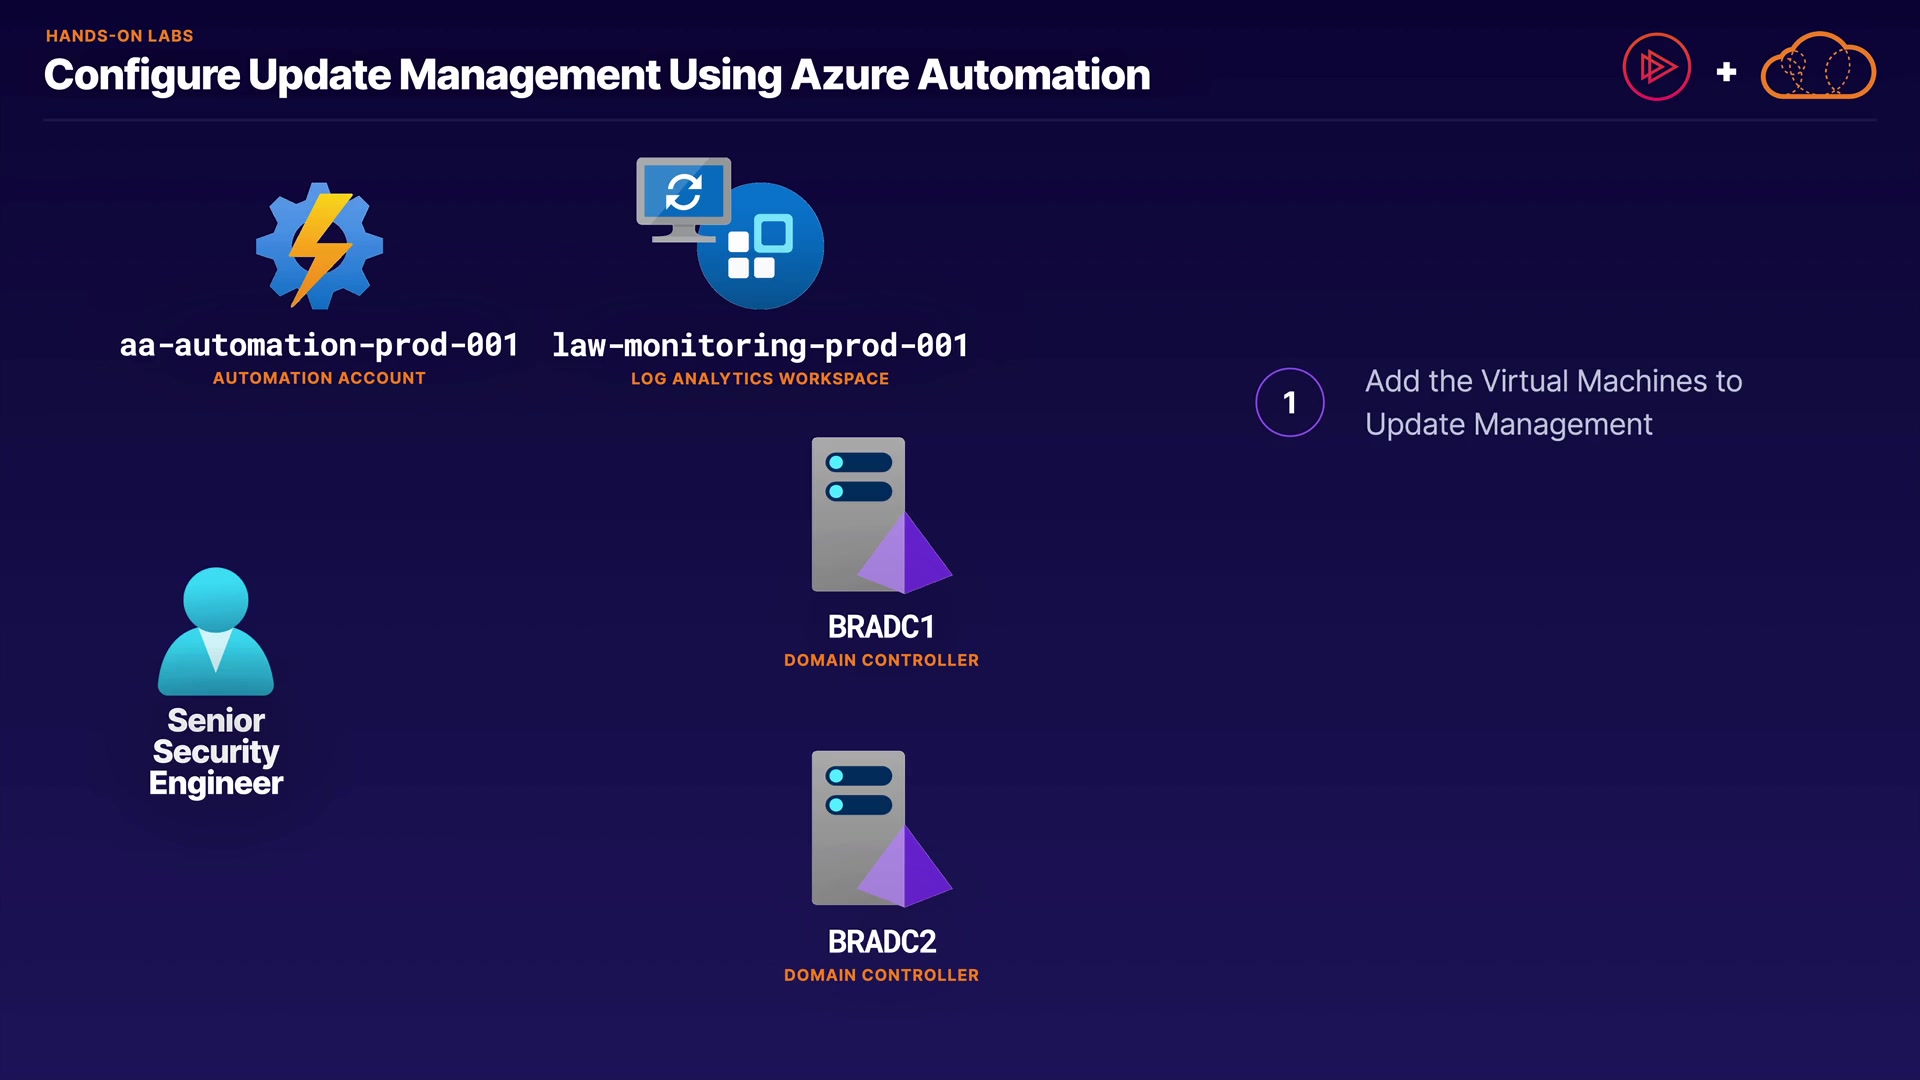 HANDS-ON LABS
Configure Update Management Using Azure Automation
+
aa-automation-prod-001
AUTOMATION ACCOUNT
law-monitoring-prod-001
LOG ANALYTICS WORKSPACE
1
Add the Virtual Machines to
Update Management
BRADC1
DOMAIN CONTROLLER
Senior
Security
Engineer
BRADC2
DOMAIN CONTROLLER